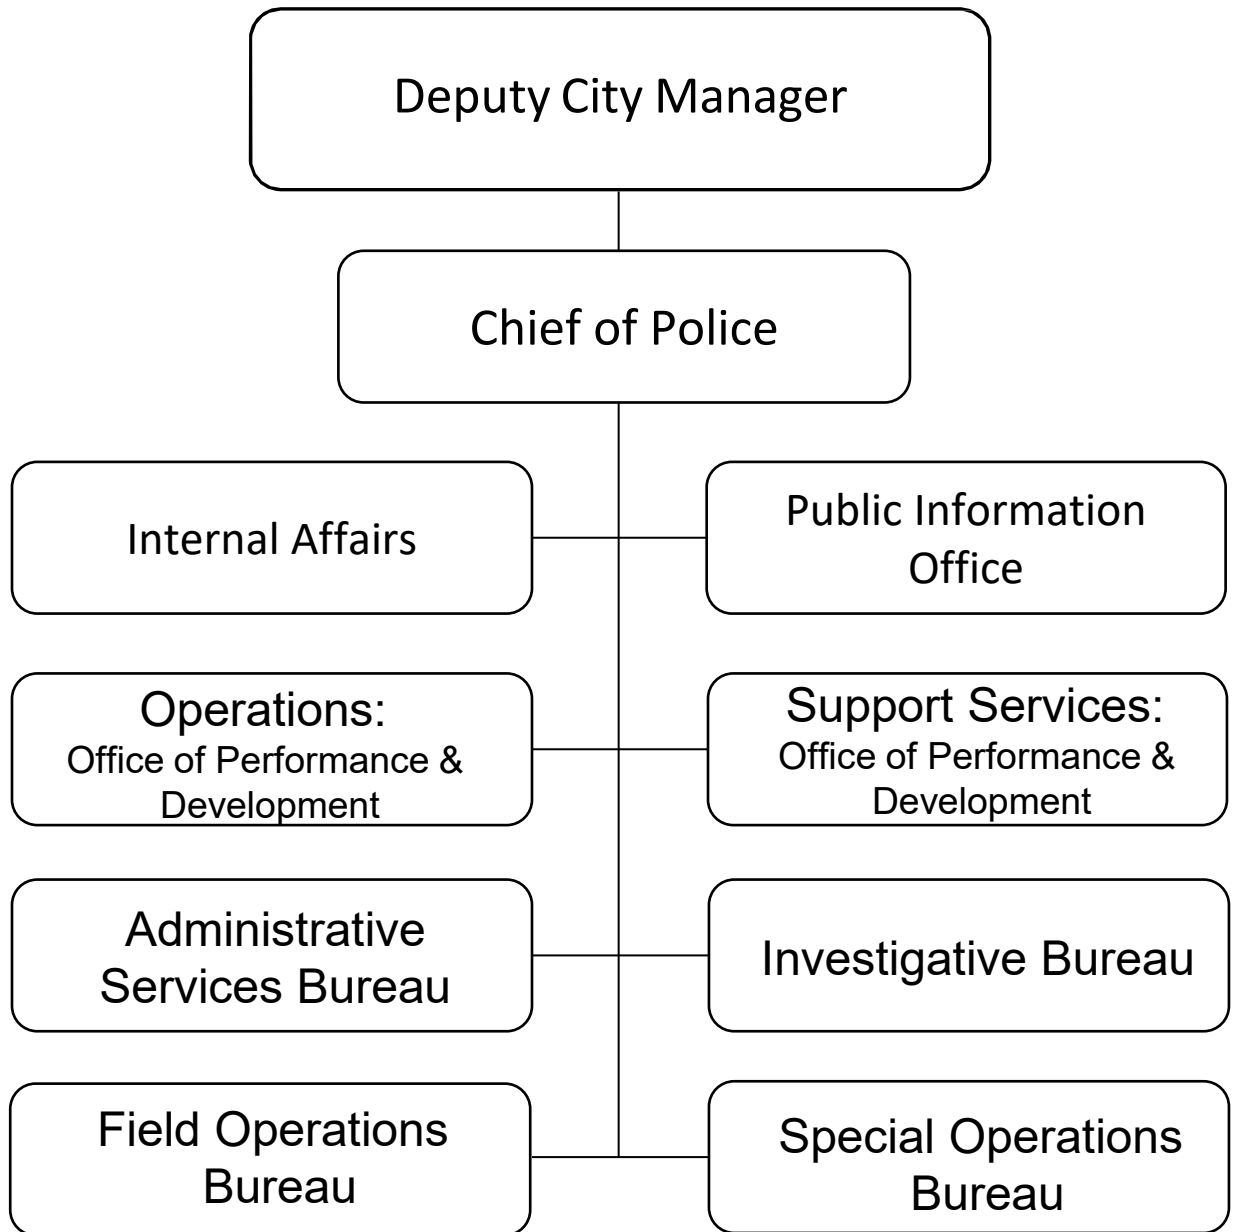 Deputy City Manager
Chief of Police
Internal Affairs
Public Information
Office
Operations:
Office of Performance &
Development
Support Services:
Office of Performance &
Development
Administrative
Services Bureau
Investigative Bureau
Field Operations
Bureau
Special Operations
Bureau